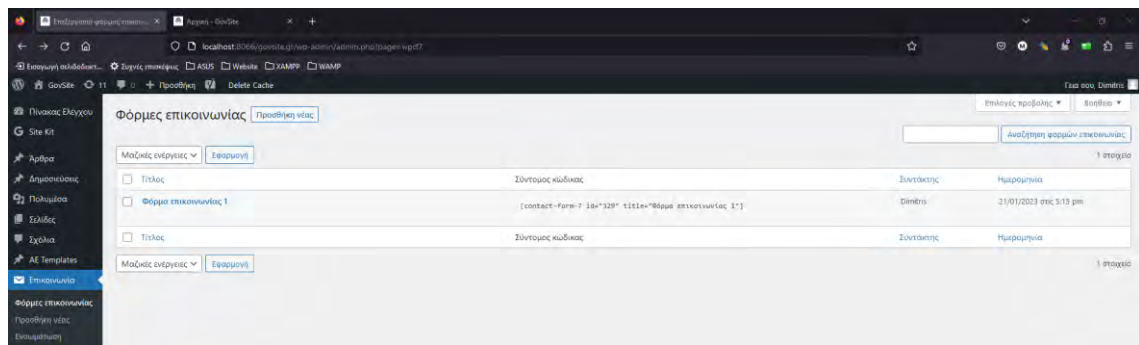 Επεξεργασία φόρμας επικοιν...
Αρχική - GovSite
localhost:8066/govsite.gr/wp-admin/admin.php?page=wpcf7
Εισαγωγή σελιδοδεικτ...
Συχνές επισκέψεις
ASUS
Website
XAMPP
WAMP
GovSite
11
0
Προσθήκη
Delete Cache
Γεια σου, Dimitris
Πίνακας Ελέγχου
Site Kit
Άρθρα
Δημοσιεύσεις
Πολυμέσα
Σελίδες
Σχόλια
AE Templates
Επικοινωνία
Φόρμες επικοινωνίας
Προσθήκη νέας
Ενσωμάτωση
Επιλογές προβολής
Βοήθεια
Φόρμες επικοινωνίας
Προσθήκη νέας
Αναζήτηση φορμών επικοινωνίας
Μαζικές ενέργειες
Εφαρμογή
1 στοιχείο
Τίτλος
Σύντομος κώδικας
Συντάκτης
Ημερομηνία
Φόρμα επικοινωνίας 1
[contact-form-7 id="329" title="Φόρμα επικοινωνίας 1"]
Dimitris
21/01/2023 στις 5:15 pm
Τίτλος
Σύντομος κώδικας
Συντάκτης
Ημερομηνία
Μαζικές ενέργειες
Εφαρμογή
1 στοιχείο